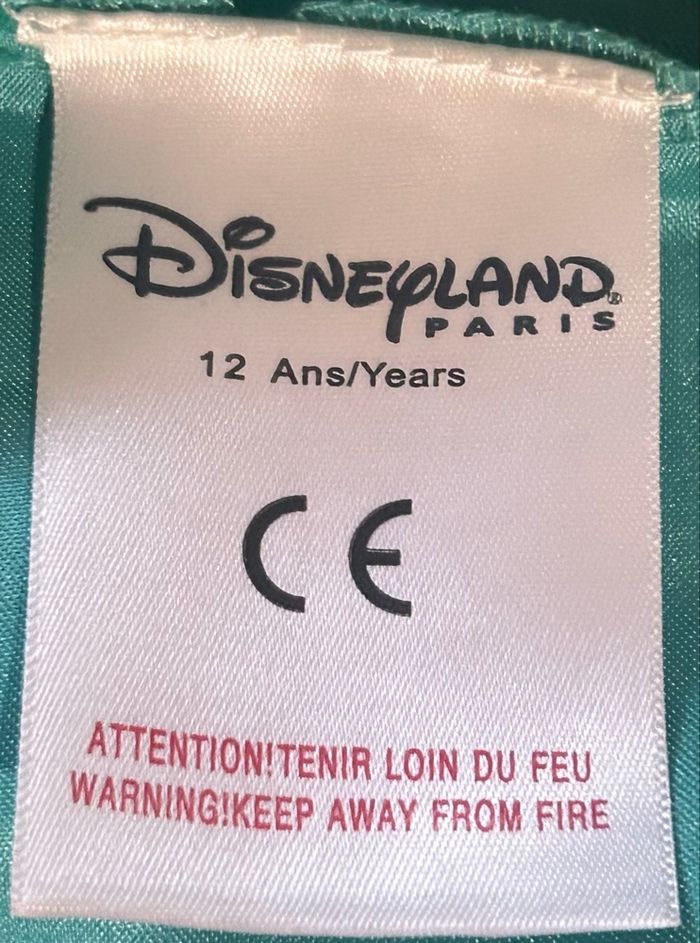 DISNEYLAND®
PARIS
12 Ans/Years
CE
ATTENTION!TENIR LOIN DU FEU
WARNING!KEEP AWAY FROM FIRE